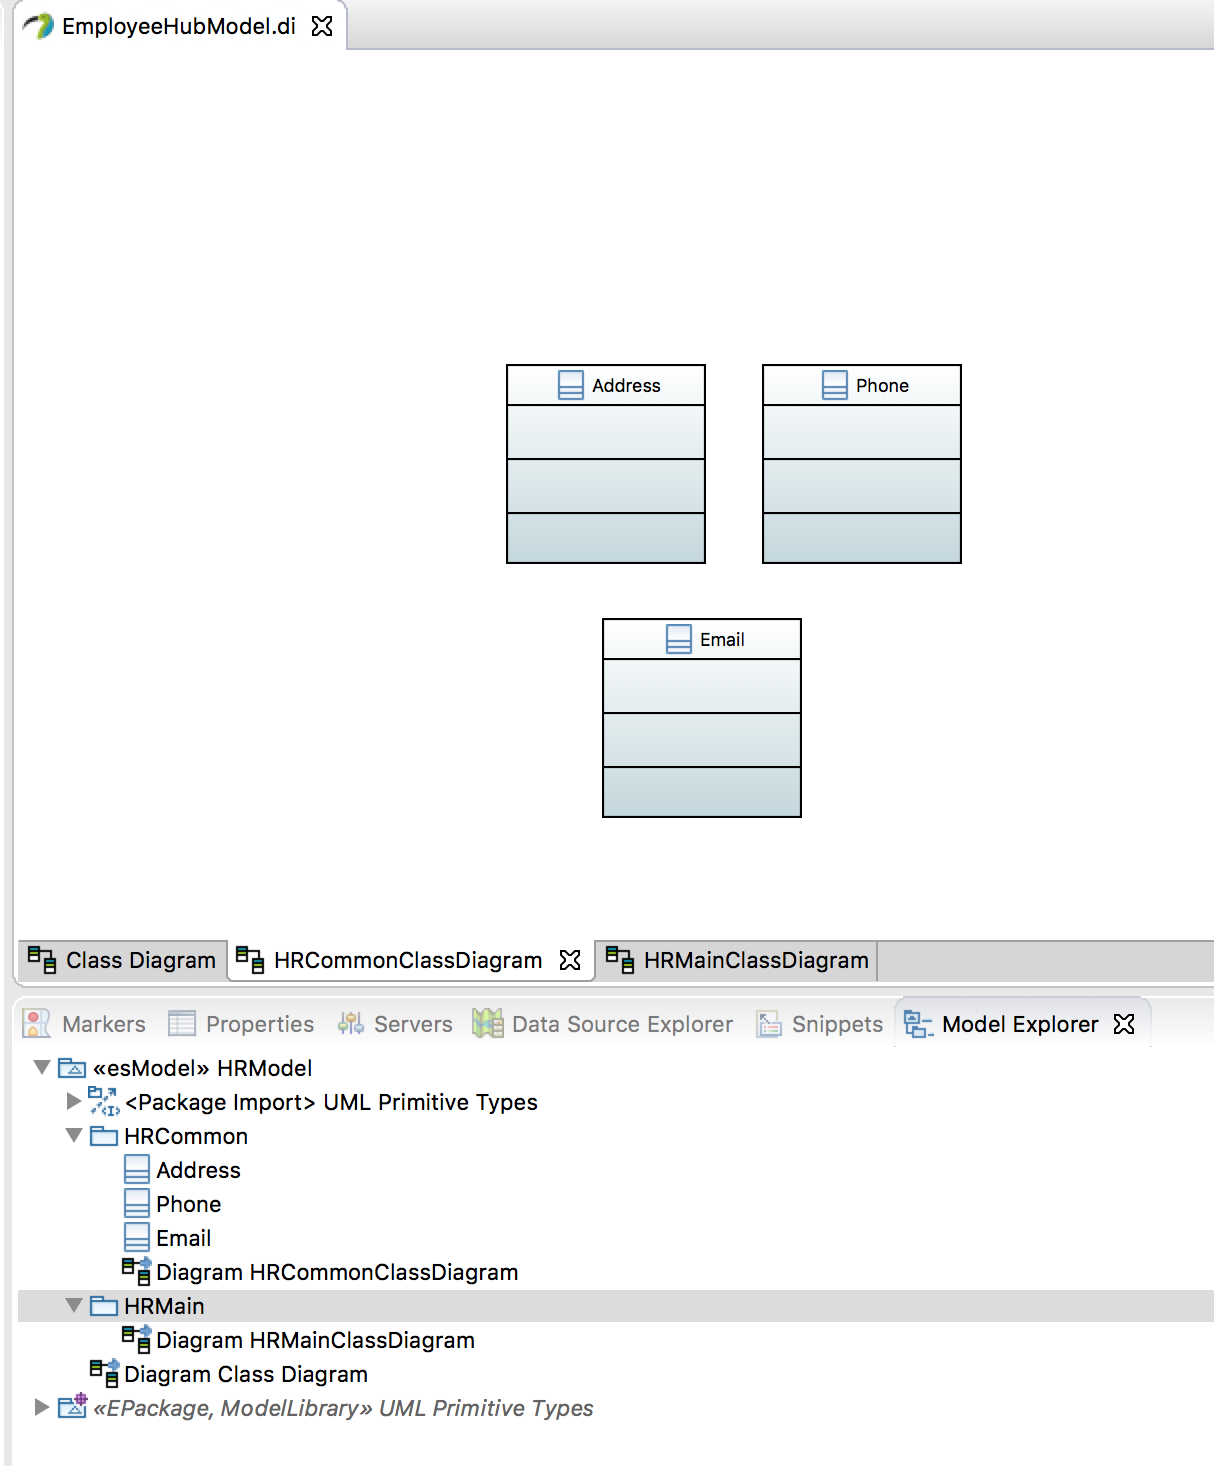 EmployeeHubModel.di
Address
Phone
Email
Class Diagram HRCommonClassDiagram HRMainClassDiagram
Markers Properties Servers Data Source Explorer Snippets Model Explorer
«esModel» HRModel
<Package Import> UML Primitive Types
HRCommon
Address
Phone
Email
Diagram HRCommonClassDiagram
HRMain
Diagram HRMainClassDiagram
Diagram Class Diagram
«EPackage, ModelLibrary» UML Primitive Types